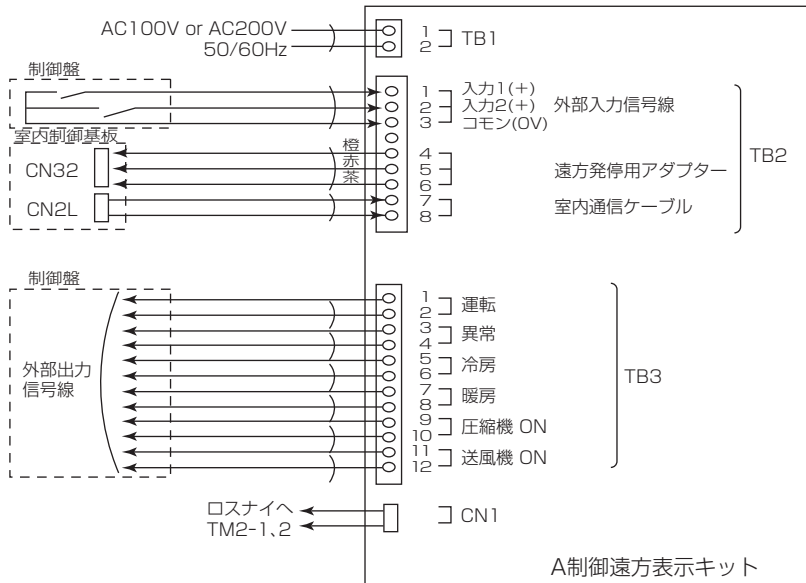 AC100V or AC200V
50/60Hz
1
2
TB1
制御盤
1
2
3
入力1(+)
入力2(+)
コモン(0V)
外部入力信号線
室内制御基板
CN32
橙
赤
茶
4
5
6
遠方発停用アダプター
TB2
CN2L
7
8
室内通信ケーブル
制御盤
外部出力
信号線
1
2
運転
3
4
異常
5
6
冷房
7
8
暖房
9
10
圧縮機 ON
11
12
送風機 ON
TB3
ロスナイへ
TM2-1、2
CN1
A制御遠方表示キット